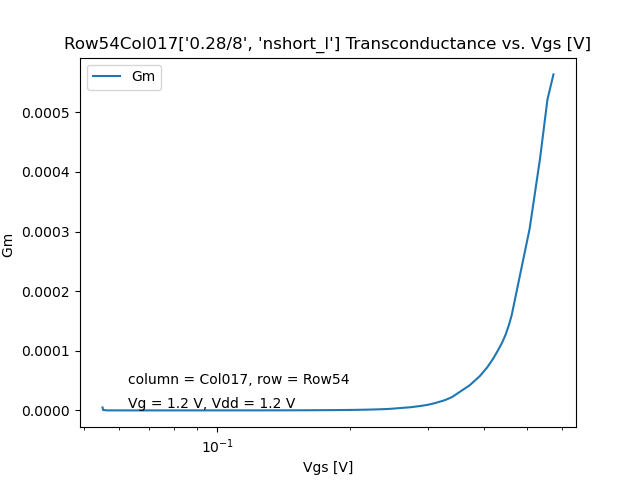 Row54Col017['0.28/8', 'nshort_l'] Transconductance vs. Vgs [V]
Gm
0.0005
0.0004
0.0003
0.0002
0.0001
0.0000
Gm
column = Col017, row = Row54
Vg = 1.2 V, Vdd = 1.2 V
10⁻¹
Vgs [V]